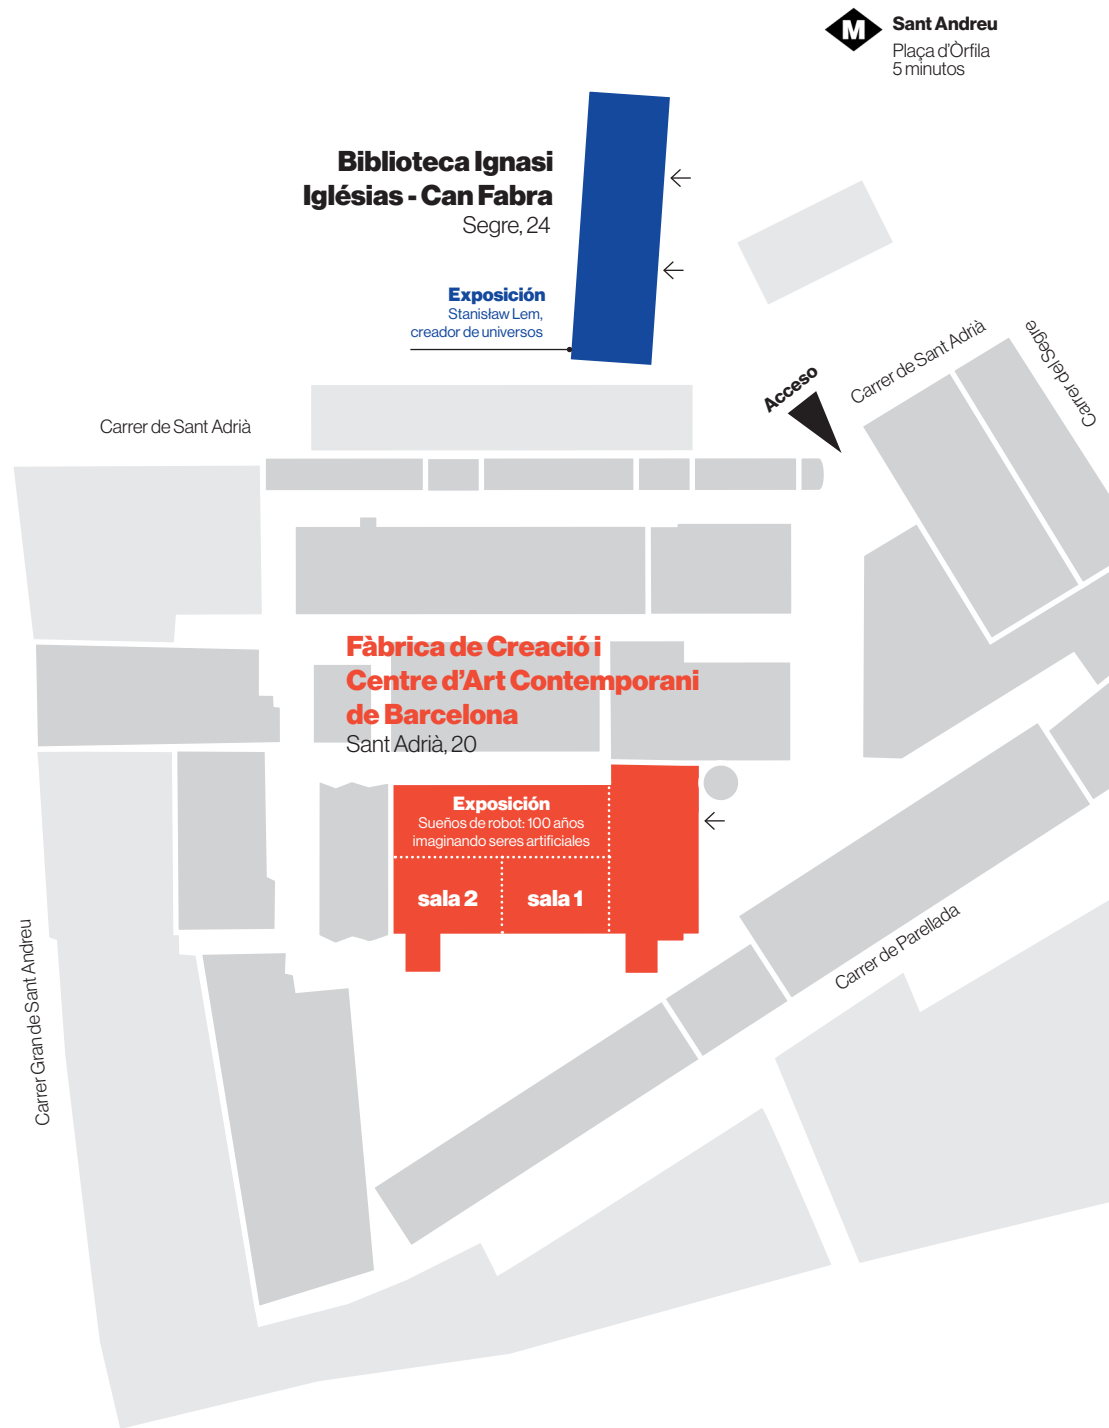 M
Sant Andreu
Plaça d'Òrfila
5 minutos
Biblioteca Ignasi
Iglésias - Can Fabra
Segre, 24
Exposición
Stanisław Lem,
creador de universos
Acceso
Carrer de Sant Adrià
Carrer del Segre
Carrer de Sant Adrià
Fàbrica de Creació i
Centre d'Art Contemporani
de Barcelona
Sant Adrià, 20
Exposición
Sueños de robot: 100 años
imaginando seres artificiales
sala 2
sala 1
Carrer de Parellada
Carrer Gran de Sant Andreu